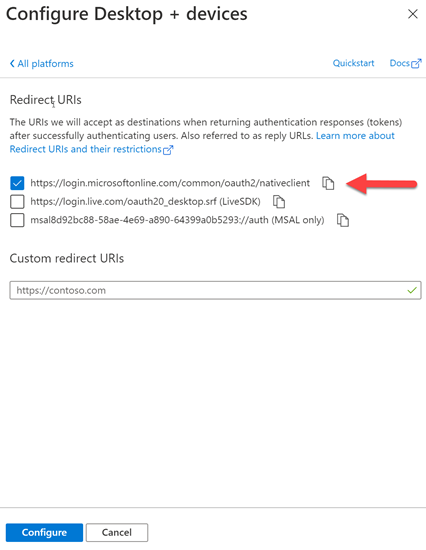 Configure Desktop + devices
All platforms
Quickstart
Docs
Redirect URIs
The URIs we will accept as destinations when returning authentication responses (tokens)
after successfully authenticating users. Also referred to as reply URLs. Learn more about
Redirect URIs and their restrictions
https://login.microsoftonline.com/common/oauth2/nativeclient
https://login.live.com/oauth20_desktop.srf (LiveSDK)
msal8d92bc88-58ae-4e69-a890-64399a0b5293://auth (MSAL only)
Custom redirect URIs
https://contoso.com
Configure
Cancel